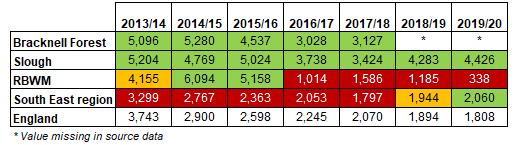 2013/14 2014/15 2015/16 2016/17 2017/18 2018/19 2019/20
Bracknell Forest 5,096 5,280 4,537 3,028 3,127 * *
Slough 5,204 4,769 5,024 3,738 3,424 4,283 4,426
RBWM 4,155 6,094 5,158 1,014 1,586 1,185 338
South East region 3,299 2,767 2,363 2,053 1,797 1,944 2,060
England 3,743 2,900 2,598 2,245 2,070 1,894 1,808
* Value missing in source data